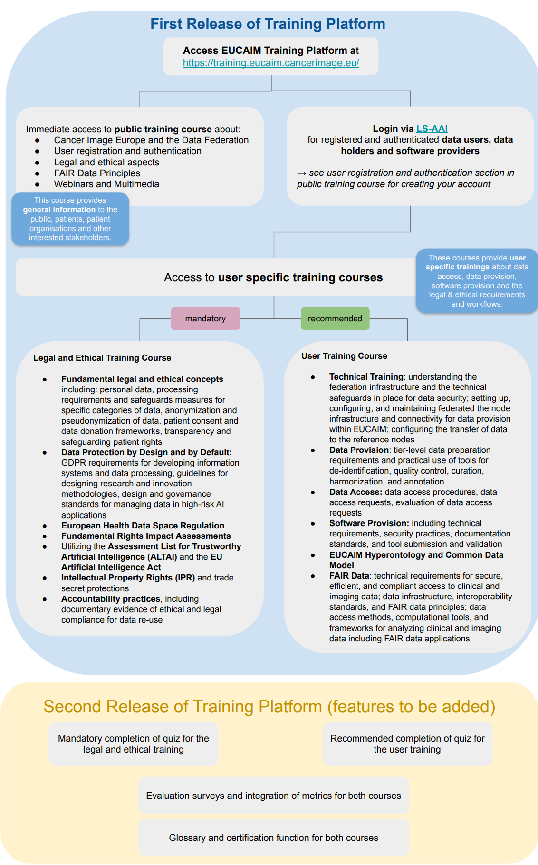 First Release of Training Platform
Access EUCAIM Training Platform at
https://training.eucaim.cancerimage.eu/
Immediate access to public training course about:
● Cancer Image Europe and the Data Federation
● User registration and authentication
● Legal and ethical aspects
● FAIR Data Principles
● Webinars and Multimedia
This course provides
general information to the
public, patients, patient
organisations and other
interested stakeholders.
Login via LS-AAI
for registered and authenticated data users, data
holders and software providers
→ see user registration and authentication section in
public training course for creating your account
Access to user specific training courses
These courses provide user
specific trainings about data
access, data provision,
software provision and the
legal & ethical requirements
and workflows.
mandatory
recommended
Legal and Ethical Training Course
● Fundamental legal and ethical concepts
including: personal data, processing
requirements and safeguards measures for
specific categories of data, anonymization and
pseudonymization of data, patient consent and
data donation frameworks, transparency and
safeguarding patient rights
● Data Protection by Design and by Default:
GDPR requirements for developing information
systems and data processing, guidelines for
designing research and innovation
methodologies, design and governance
standards for managing data in high-risk AI
applications
● European Health Data Space Regulation
● Fundamental Rights Impact Assessments
● Utilizing the Assessment List for Trustworthy
Artificial Intelligence (ALTAI) and the EU
Artificial Intelligence Act
● Intellectual Property Rights (IPR) and trade
secret protections
● Accountability practices, including
documentary evidence of ethical and legal
compliance for data re-use
User Training Course
● Technical Training: understanding the
federation infrastructure and the technical
safeguards in place for data security; setting up,
configuring, and maintaining federated the node
infrastructure and connectivity for data provision
within EUCAIM; configuring the transfer of data
to the reference nodes
● Data Provision: tier-level data preparation
requirements and practical use of tools for
de-identification, quality control, curation,
harmonization, and annotation
● Data Access: data access procedures, data
access requests, evaluation of data access
requests
● Software Provision: including technical
requirements, security practices, documentation
standards, and tool submission and validation
● EUCAIM Hyperontology and Common Data
Model
● FAIR Data: technical requirements for secure,
efficient, and compliant access to clinical and
imaging data; data infrastructure, interoperability
standards, and FAIR data principles; data
access methods, computational tools, and
frameworks for analyzing clinical and imaging
data including FAIR data applications
Second Release of Training Platform (features to be added)
Mandatory completion of quiz for the
legal and ethical training
Recommended completion of quiz for
the user training
Evaluation surveys and integration of metrics for both courses
Glossary and certification function for both courses